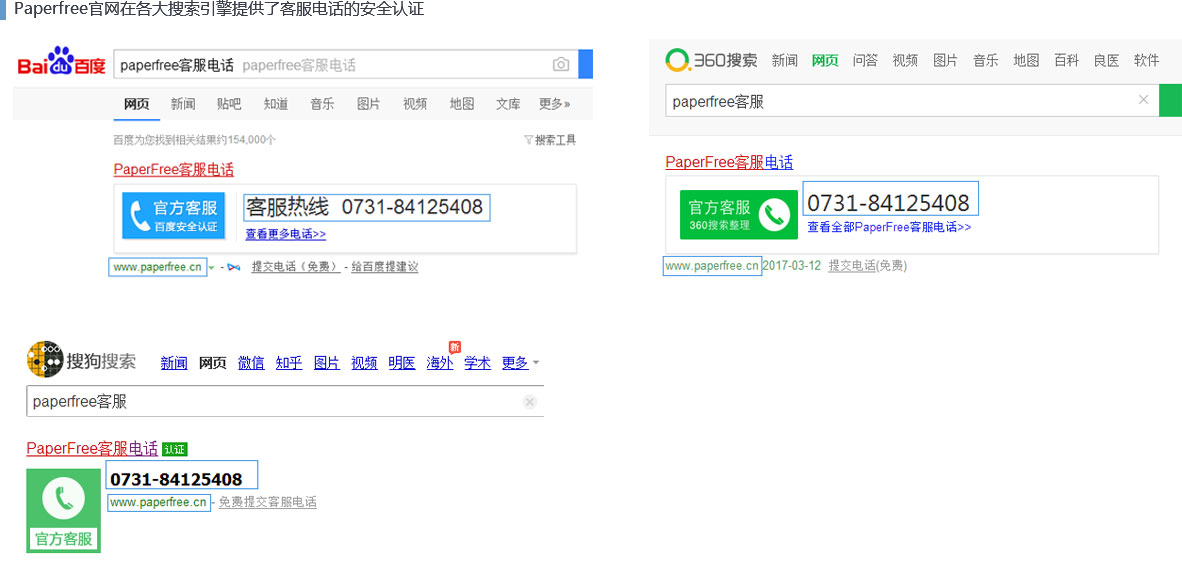 Paperfree官网在各大搜索引擎提供了客服电话的安全认证
Bai du 百度
paperfree客服电话 paperfree客服电话
网页 新闻 贴吧 知道 音乐 图片 视频 地图 文库 更多»
百度为您找到相关结果约154,000个 搜索工具
PaperFree客服电话
官方客服
百度安全认证
客服热线 0731-84125408
查看更多电话>>
www.paperfree.cn - 提交电话（免费） - 给百度提建议
360搜索 新闻 网页 问答 视频 图片 音乐 地图 百科 良医 软件
paperfree客服
PaperFree客服电话
官方客服
360搜索整理
0731-84125408
查看全部PaperFree客服电话>>
www.paperfree.cn 2017-03-12 提交电话(免费)
搜狗搜索 新闻 网页 微信 知乎 图片 视频 明医 海外 新 学术 更多
paperfree客服
PaperFree客服电话 认证
0731-84125408
www.paperfree.cn - 免费提交客服电话
官方客服